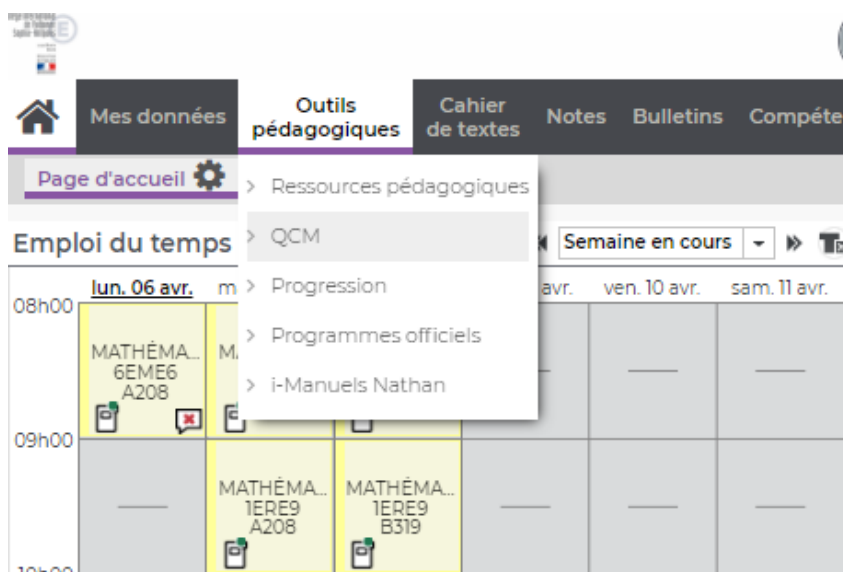 E
Mes données
Outils
pédagogiques
Cahier
de textes
Notes
Bulletins
Compéte
Page d'accueil
> Ressources pédagogiques
> QCM
> Progression
> Programmes officiels
> i-Manuels Nathan
Emploi du temps
Semaine en cours
lun. 06 avr.
m
avr.
ven. 10 avr.
sam. 11 avr.
08h00
MATHÉMA...
6EME6
A208
M
09h00
MATHÉMA...
1ERE9
A208
MATHÉMA...
1ERE9
B319
10h00